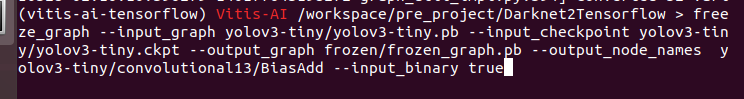 (vitis-ai-tensorflow) Vitis-AI /workspace/pre_project/Darknet2Tensorflow > free
ze_graph --input_graph yolov3-tiny/yolov3-tiny.pb --input_checkpoint yolov3-tin
y/yolov3-tiny.ckpt --output_graph frozen/frozen_graph.pb --output_node_names  y
olov3-tiny/convolutional13/BiasAdd --input_binary true